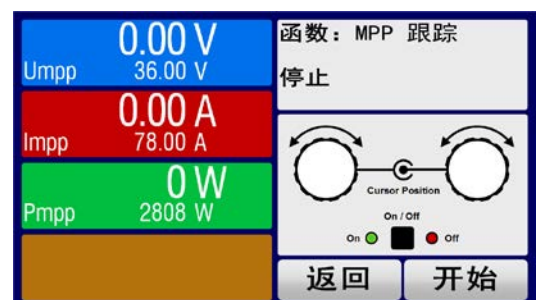 0.00 V
Umpp 36.00 V
0.00 A
Impp 78.00 A
0 W
Pmpp 2808 W
函数：MPP 跟踪
停止
Cursor Position
On / Off
On Off
返回 开始